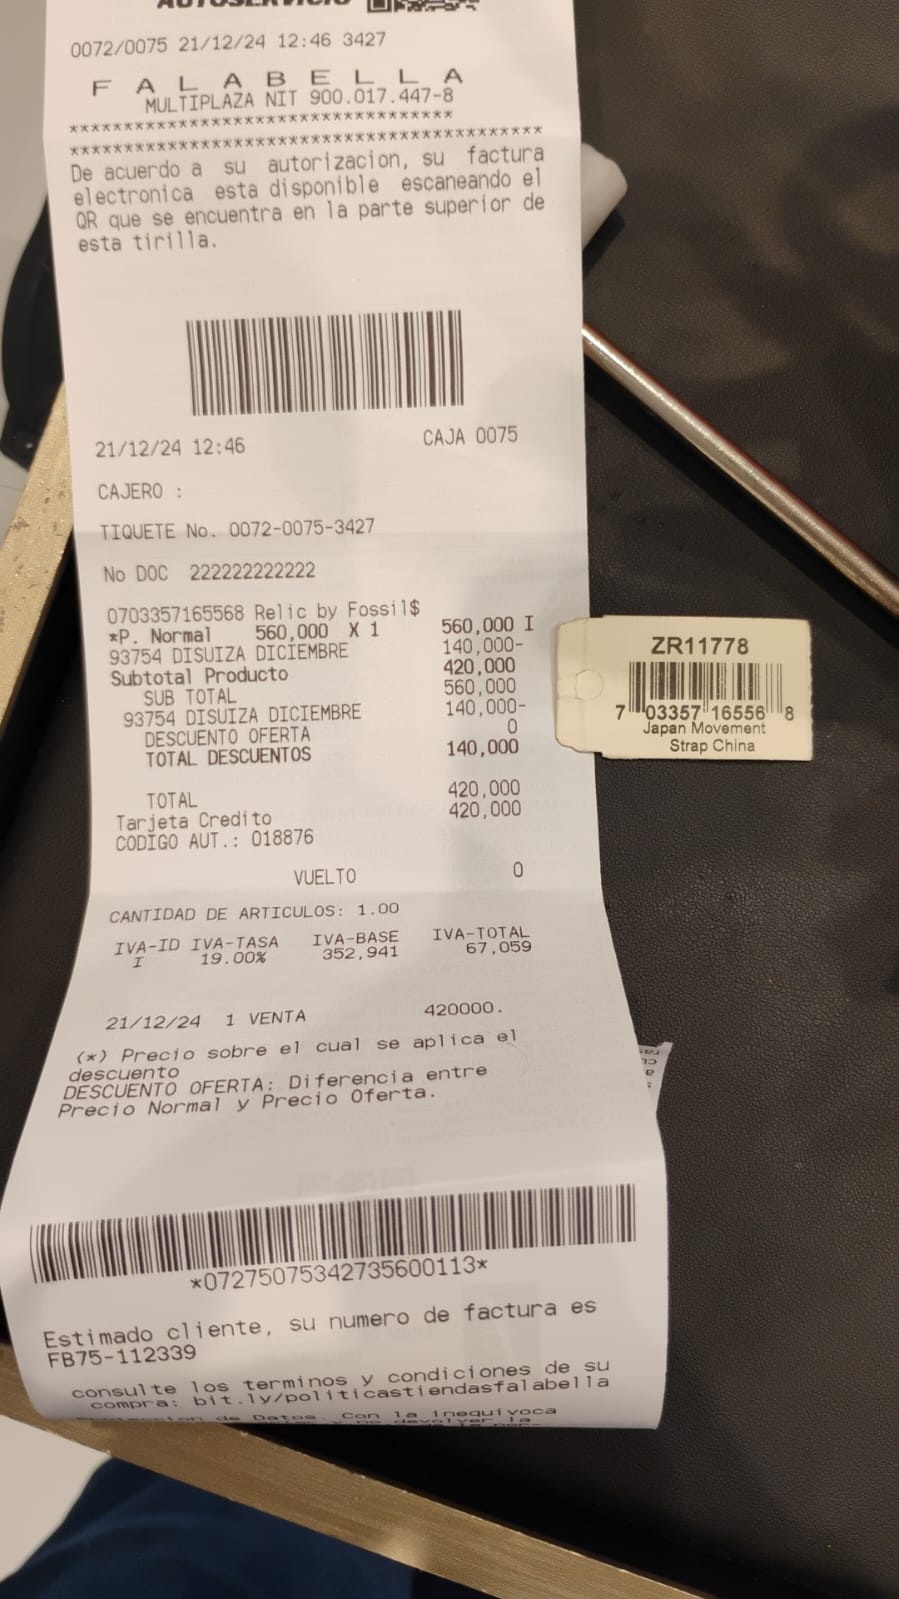 AUTOSERVICIO
0072/0075 21/12/24 12:46 3427
F A L A B E L L A
MULTIPLAZA NIT 900.017.447-8
***********************************
********************************************
De acuerdo a su autorizacion, su factura
electronica esta disponible escaneando el
QR que se encuentra en la parte superior de
esta tirilla.
21/12/24 12:46 CAJA 0075
CAJERO :
TIQUETE No. 0072-0075-3427
No DOC 222222222222
0703357165568 Relic by Fossil$
*P. Normal 560,000 X 1 560,000 I
93754 DISUIZA DICIEMBRE 140,000-
Subtotal Producto 420,000
SUB TOTAL 560,000
93754 DISUIZA DICIEMBRE 140,000-
DESCUENTO OFERTA 0
TOTAL DESCUENTOS 140,000
TOTAL 420,000
Tarjeta Credito 420,000
CODIGO AUT.: 018876
VUELTO 0
CANTIDAD DE ARTICULOS: 1.00
IVA-ID IVA-TASA IVA-BASE IVA-TOTAL
I 19.00% 352,941 67,059
21/12/24 1 VENTA 420000.
(*) Precio sobre el cual se aplica el
descuento
DESCUENTO OFERTA: Diferencia entre
Precio Normal y Precio Oferta.
*07275075342735600113*
Estimado cliente, su numero de factura es
FB75-112339
consulte los terminos y condiciones de su
compra: bit.ly/politicastiendasfalabella
de Datos. Con la inequivoca
ZR11778
7 03357 16556 8
Japan Movement
Strap China